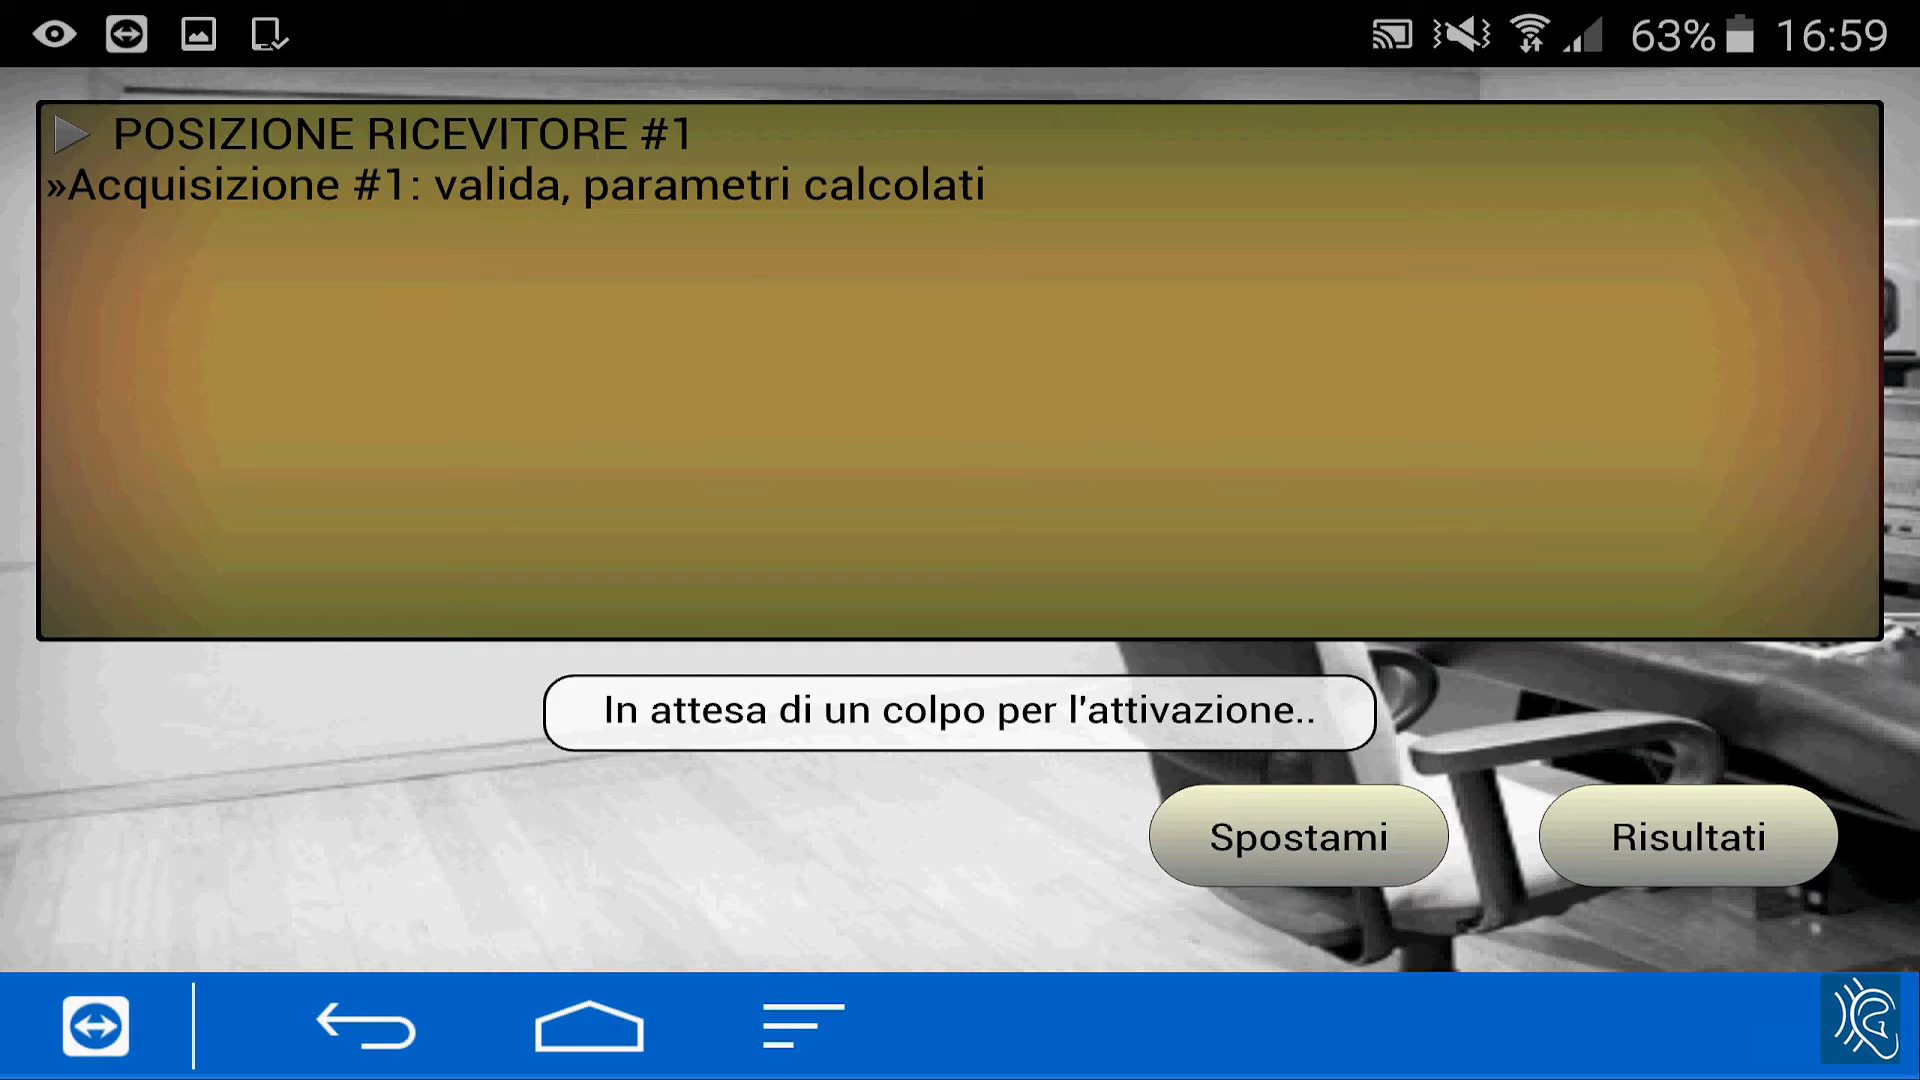 63% 16:59
POSIZIONE RICEVITORE #1
»Acquisizione #1: valida, parametri calcolati
In attesa di un colpo per l'attivazione..
Spostami Risultati